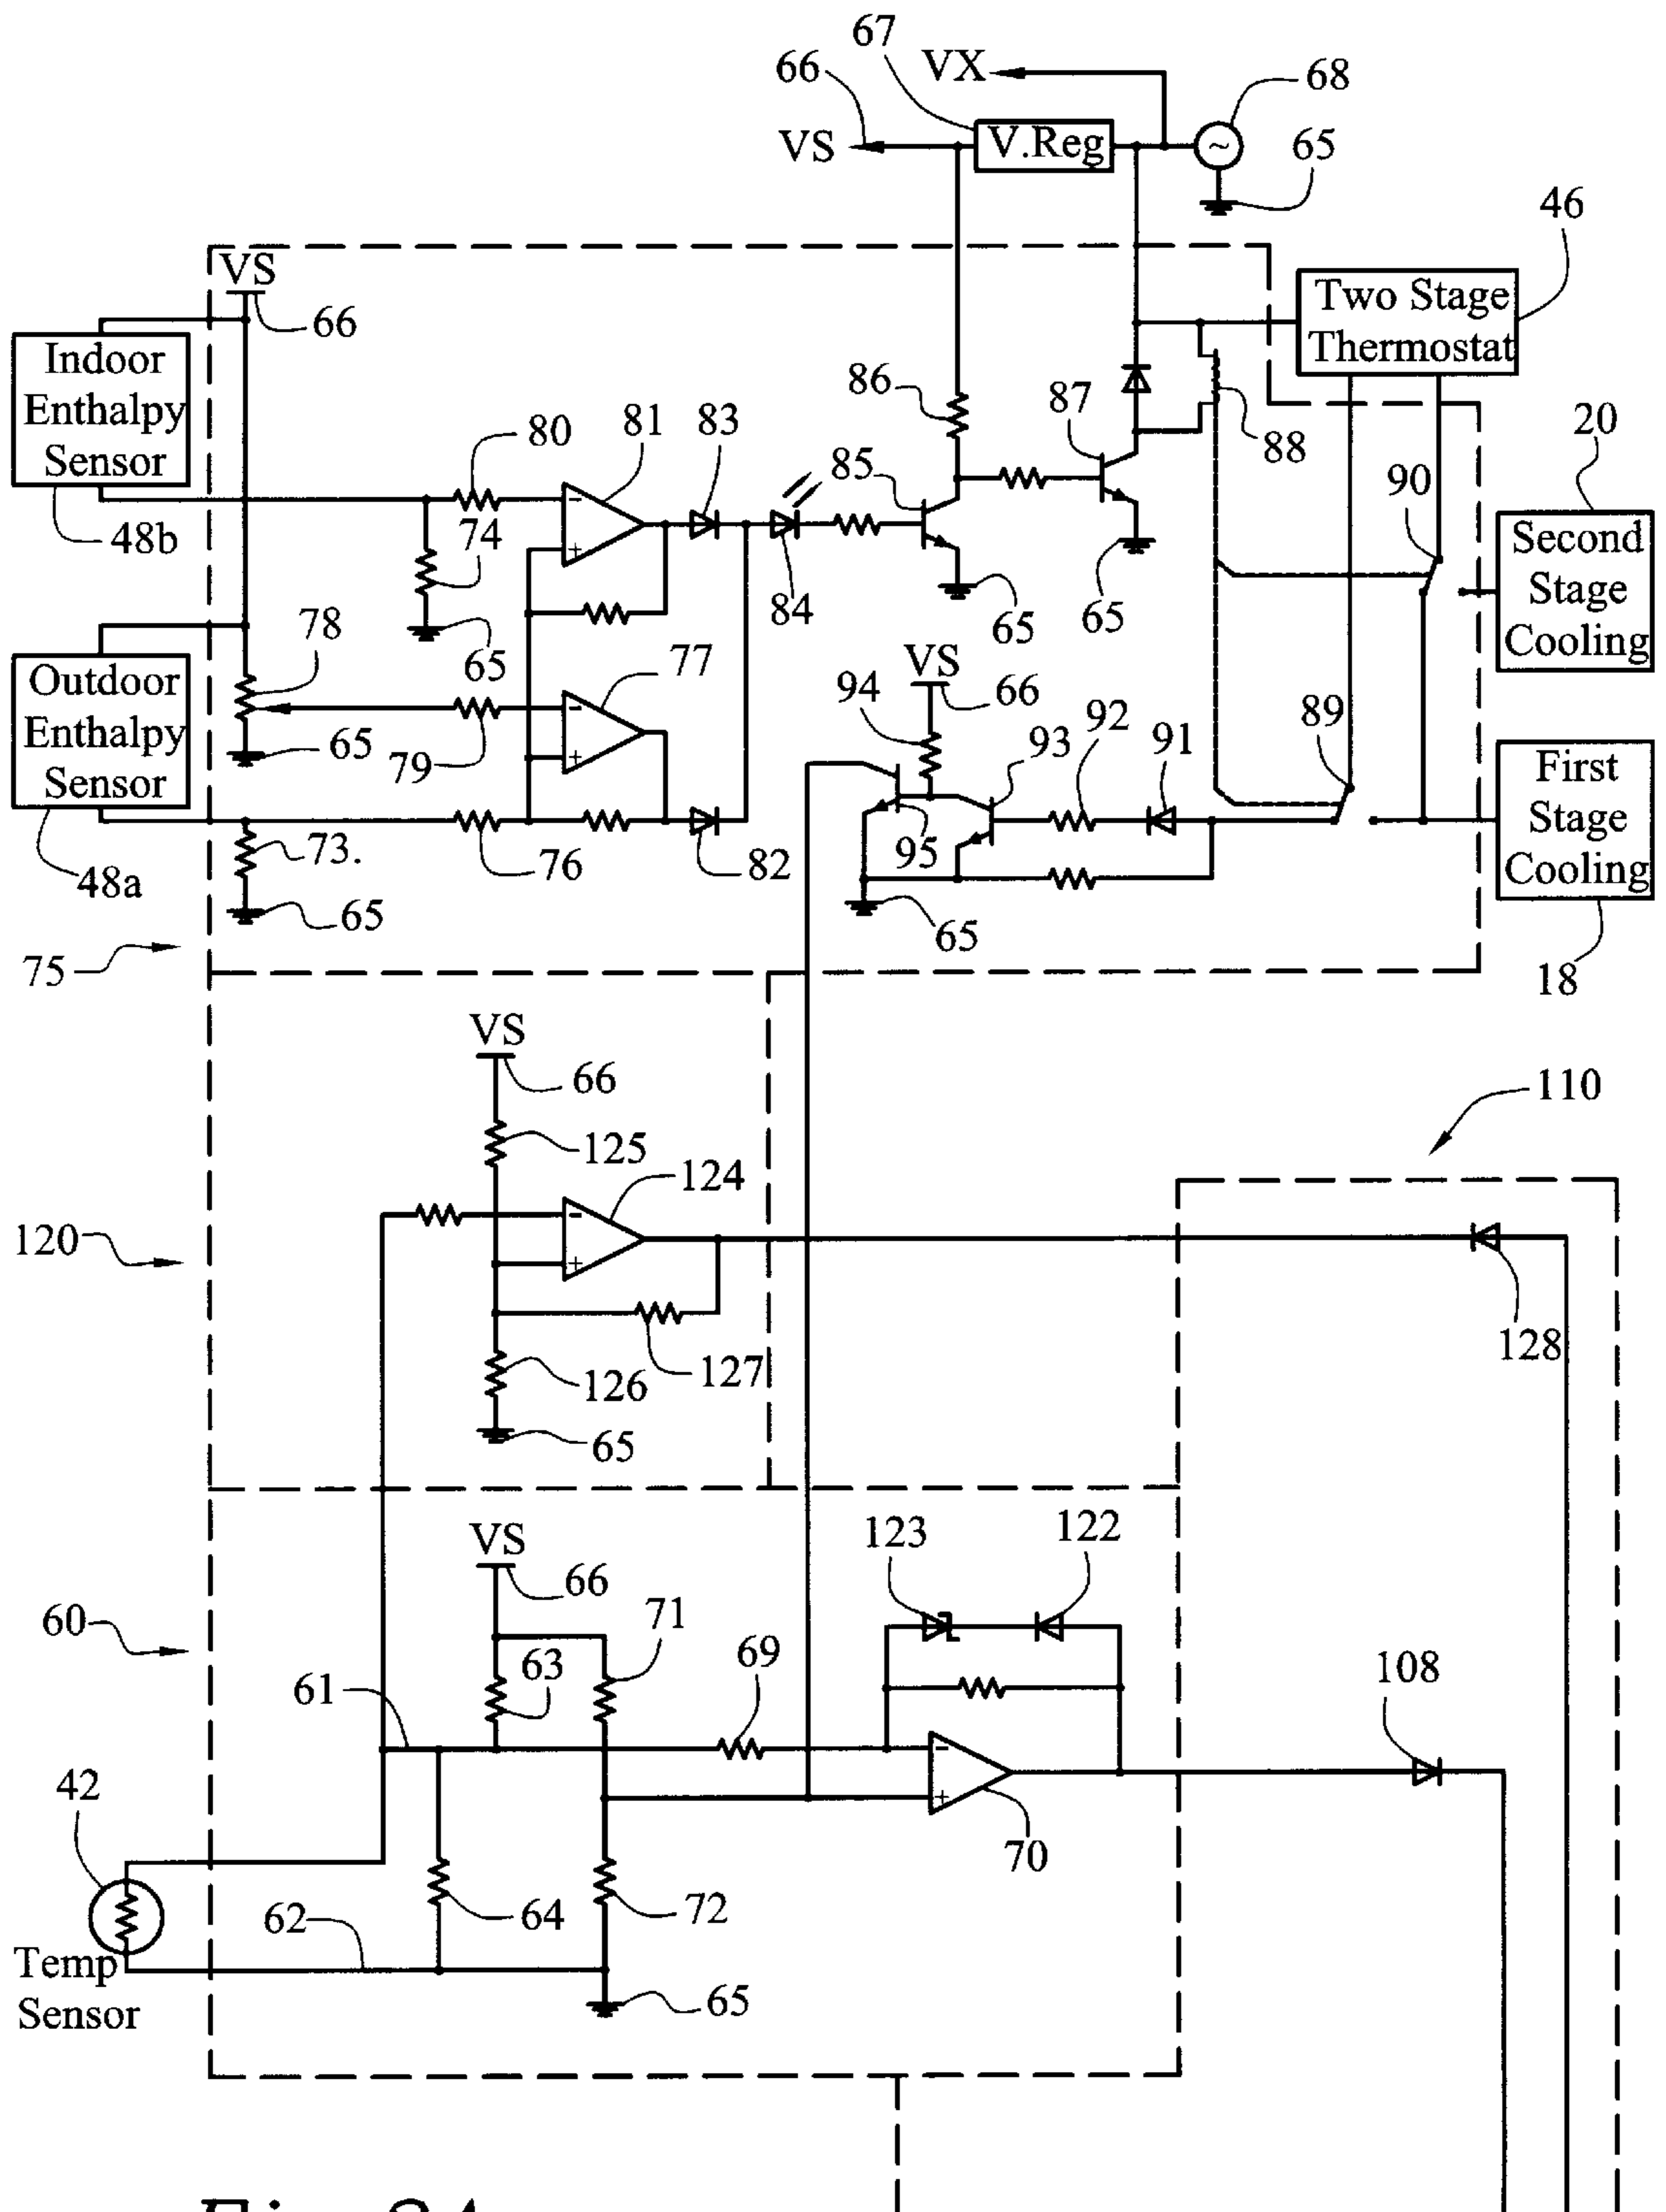 67
66
VX
68
VS
V.Reg
~
65
46
VS
66
Two Stage
Thermostat
Indoor
Enthalpy
Sensor
86
87
88
20
80
81
83
85
90
48b
74
Second
Stage
Cooling
84
65
65
65
78
77
VS
66
Outdoor
Enthalpy
Sensor
94
92
89
65
93
91
79
First
Stage
Cooling
73.
76
82
95
48a
65
65
75
18
VS
66
110
125
124
120
128
127
126
65
VS
123
122
66
60
71
63
69
108
61
42
70
64
72
62
Temp
Sensor
65